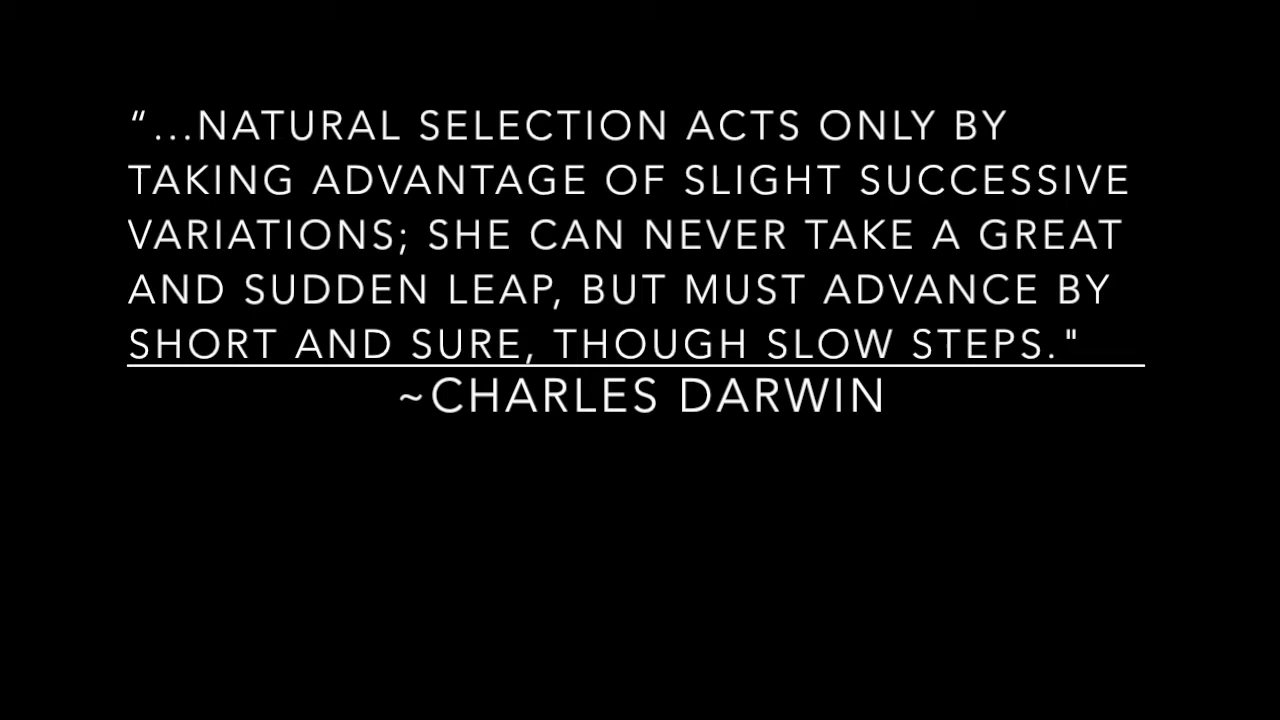 “...NATURAL SELECTION ACTS ONLY BY
TAKING ADVANTAGE OF SLIGHT SUCCESSIVE
VARIATIONS; SHE CAN NEVER TAKE A GREAT
AND SUDDEN LEAP, BUT MUST ADVANCE BY
SHORT AND SURE, THOUGH SLOW STEPS."
~CHARLES DARWIN